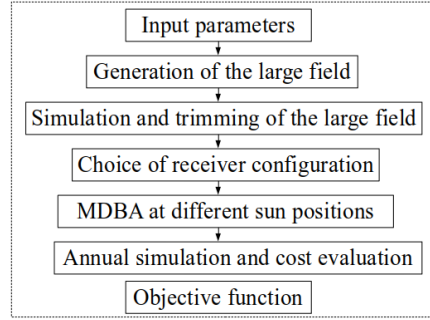 Input parameters
Generation of the large field
Simulation and trimming of the large field
Choice of receiver configuration
MDBA at different sun positions
Annual simulation and cost evaluation
Objective function